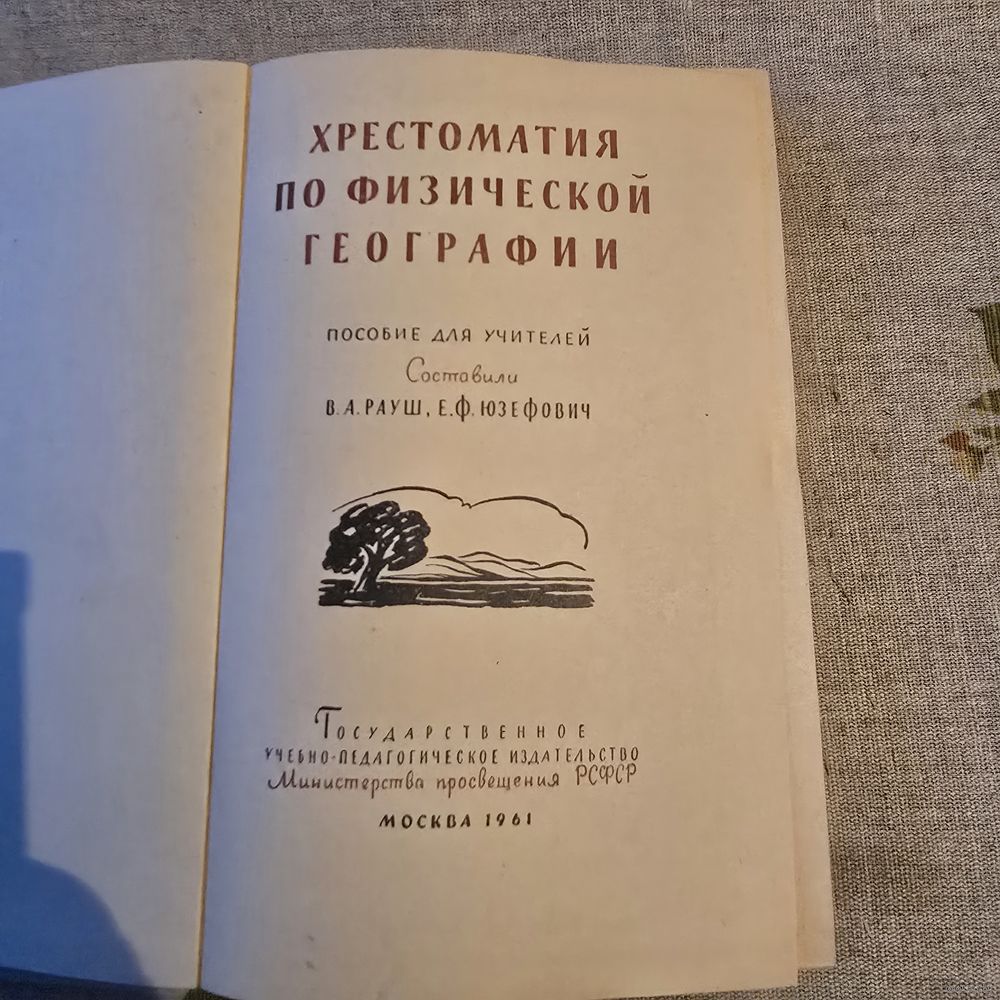 ХРЕСТОМАТИЯ
ПО ФИЗИЧЕСКОЙ
ГЕОГРАФИИ
ПОСОБИЕ ДЛЯ УЧИТЕЛЕЙ
Составили
В. А. РАУШ, Е. Ф. ЮЗЕФОВИЧ
ГОСУДАРСТВЕННОЕ
УЧЕБНО-ПЕДАГОГИЧЕСКОЕ ИЗДАТЕЛЬСТВО
Министерства просвещения РСФСР
МОСКВА 1961